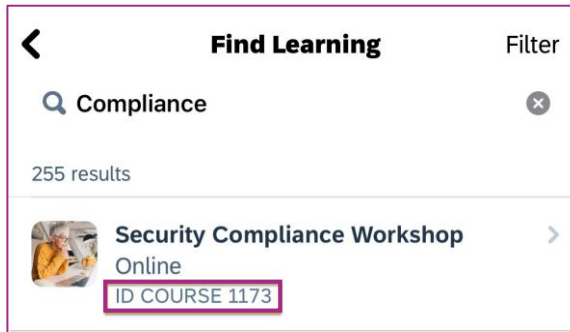 Find Learning Filter
Compliance
255 results
Security Compliance Workshop
Online
ID COURSE 1173